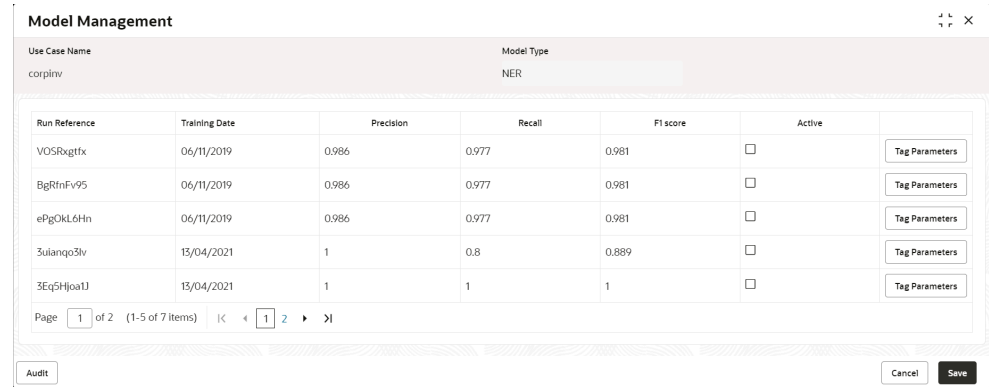 Model Management
Use Case Name Model Type
corpinv NER
Run Reference Training Date Precision Recall F1 score Active
VOSRxgtfx 06/11/2019 0.986 0.977 0.981 Tag Parameters
BgRfnFv95 06/11/2019 0.986 0.977 0.981 Tag Parameters
ePgOkL6Hn 06/11/2019 0.986 0.977 0.981 Tag Parameters
3uianqo3lv 13/04/2021 1 0.8 0.889 Tag Parameters
3Eq5Hjoa1J 13/04/2021 1 1 1 Tag Parameters
Page 1 of 2 (1-5 of 7 items) 1 2
Audit Cancel Save